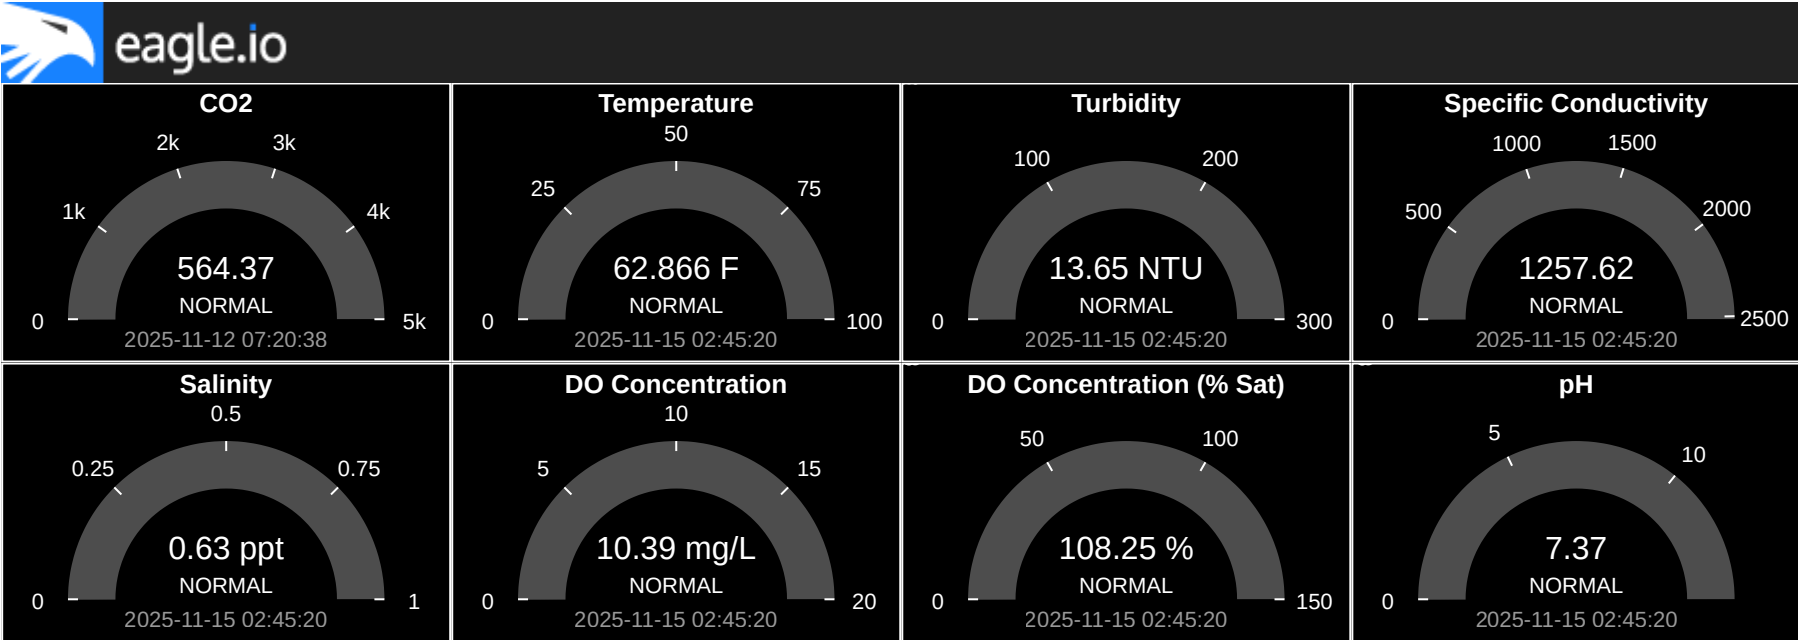 eagle.io
CO2
2k
3k
1k
4k
564.37
NORMAL
0
5k
2025-11-12 07:20:38
Temperature
50
25
75
62.866 F
NORMAL
0
100
2025-11-15 02:45:20
Turbidity
100
200
13.65 NTU
NORMAL
0
300
2025-11-15 02:45:20
Specific Conductivity
1000
1500
500
2000
1257.62
NORMAL
0
2500
2025-11-15 02:45:20
Salinity
0.5
0.25
0.75
0.63 ppt
NORMAL
0
1
2025-11-15 02:45:20
DO Concentration
10
5
15
10.39 mg/L
NORMAL
0
20
2025-11-15 02:45:20
DO Concentration (% Sat)
50
100
108.25 %
NORMAL
0
150
2025-11-15 02:45:20
pH
5
10
7.37
NORMAL
0
2025-11-15 02:45:20